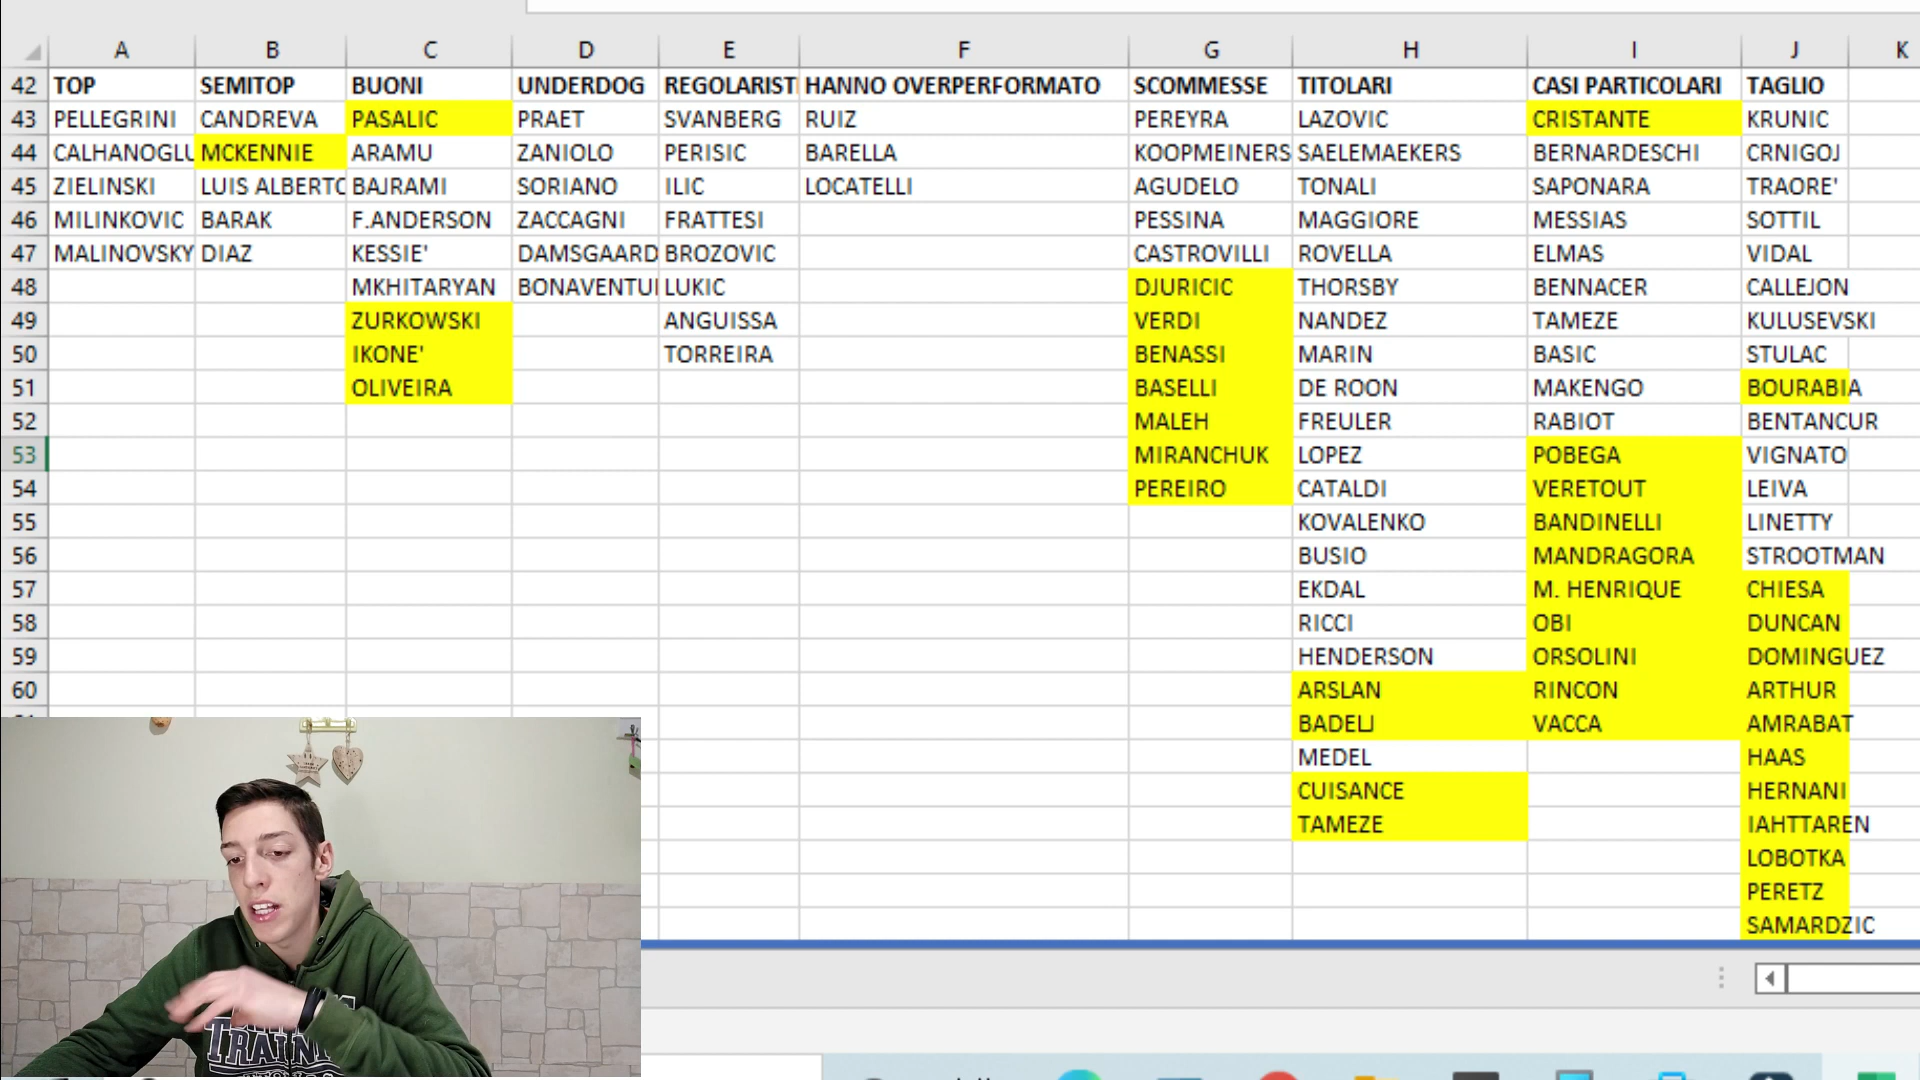 A B C D E F G H I J K
42 TOP SEMITOP BUONI UNDERDOG REGOLARISTI HANNO OVERPERFORMATO SCOMMESSE TITOLARI CASI PARTICOLARI TAGLIO
43 PELLEGRINI CANDREVA PASALIC PRAET SVANBERG RUIZ PEREYRA LAZOVIC CRISTANTE KRUNIC
44 CALHANOGLU MCKENNIE ARAMU ZANIOLO PERISIC BARELLA KOOPMEINERS SAELEMAEKERS BERNARDESCHI CRNIGOJ
45 ZIELINSKI LUIS ALBERTO BAJRAMI SORIANO ILIC LOCATELLI AGUDELO TONALI SAPONARA TRAORE'
46 MILINKOVIC BARAK F.ANDERSON ZACCAGNI FRATTESI PESSINA MAGGIORE MESSIAS SOTTIL
47 MALINOVSKY DIAZ KESSIE' DAMSGAARD BROZOVIC CASTROVILLI ROVELLA ELMAS VIDAL
48 MKHITARYAN BONAVENTU LUKIC DJURICIC THORSBY BENNACER CALLEJON
49 ZURKOWSKI ANGUISSA VERDI NANDEZ TAMEZE KULUSEVSKI
50 IKONE' TORREIRA BENASSI MARIN BASIC STULAC
51 OLIVEIRA BASELLI DE ROON MAKENGO BOURABIA
52 MALEH FREULER RABIOT BENTANCUR
53 MIRANCHUK LOPEZ POBEGA VIGNATO
54 PEREIRO CATALDI VERETOUT LEIVA
55 KOVALENKO BANDINELLI LINETTY
56 BUSIO MANDRAGORA STROOTMAN
57 EKDAL M. HENRIQUE CHIESA
58 RICCI OBI DUNCAN
59 HENDERSON ORSOLINI DOMINGUEZ
60 ARSLAN RINCON ARTHUR
BADELJ VACCA AMRABAT
MEDEL HAAS
CUISANCE HERNANI
TAMEZE IAHTTAREN
LOBOTKA
PERETZ
SAMARDZIC